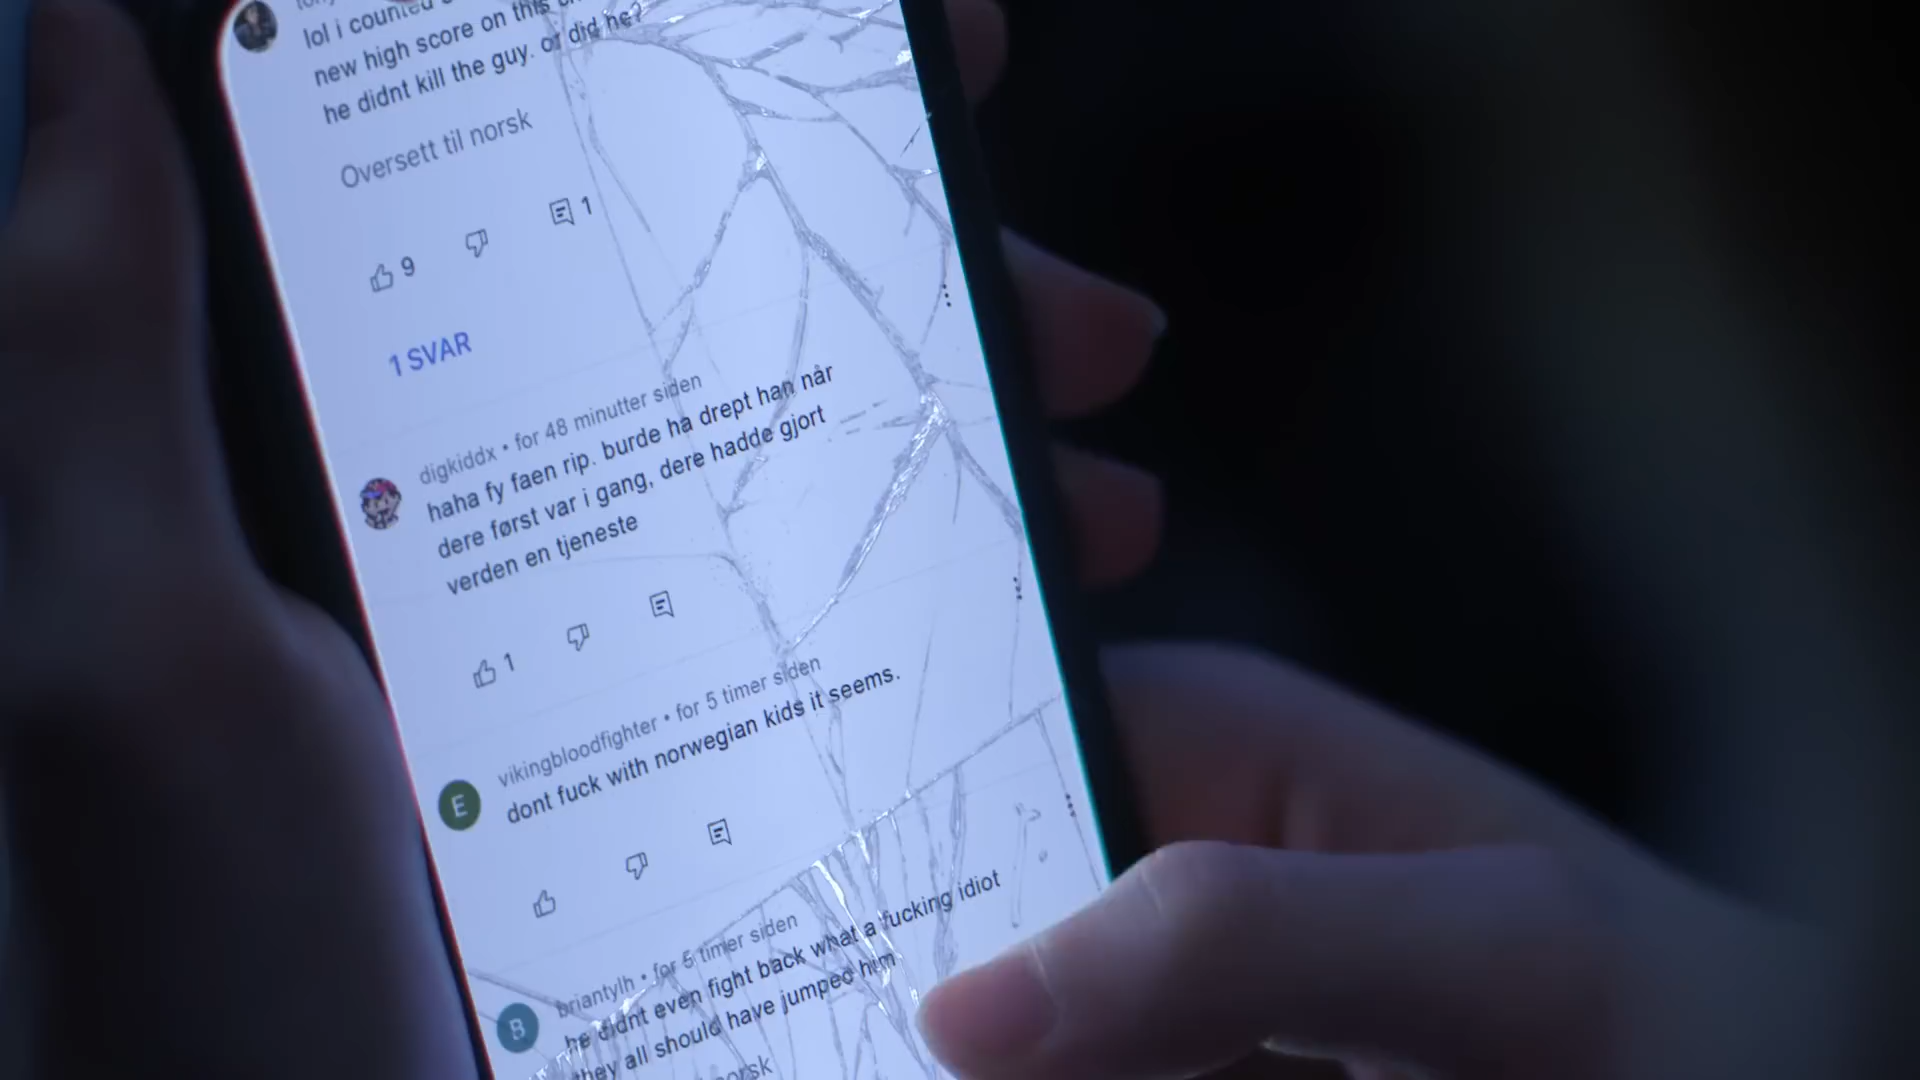 lol i counted
new high score on this
he didnt kill the guy. or did he?
Oversett til norsk
1
9
1 SVAR
digkiddx • for 48 minutter siden
haha fy faen rip. burde ha drept han når
dere først var i gang, dere hadde gjort
verden en tjeneste
1
vikingbloodfighter • for 5 timer siden
dont fuck with norwegian kids it seems.
E
briantylh • for 5 timer siden
he didnt even fight back what a fucking idiot
they all should have jumped him
B
norsk